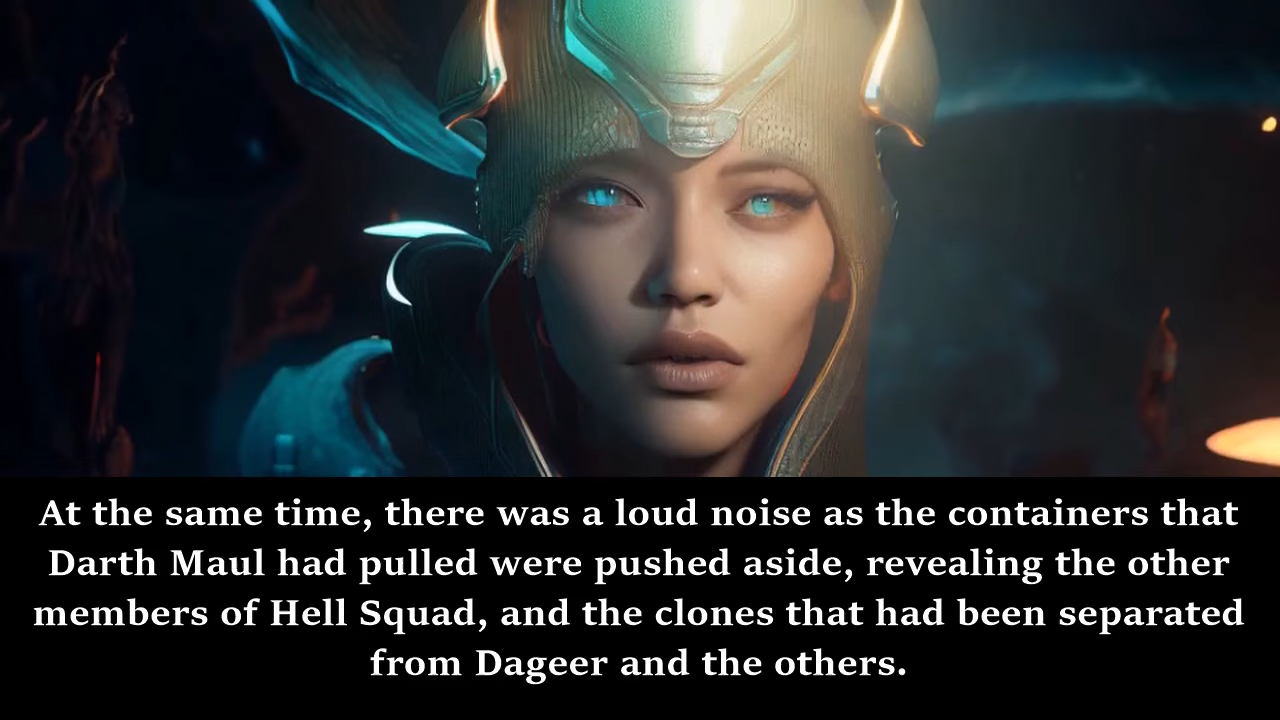 At the same time, there was a loud noise as the containers that
Darth Maul had pulled were pushed aside, revealing the other
members of Hell Squad, and the clones that had been separated
from Dageer and the others.